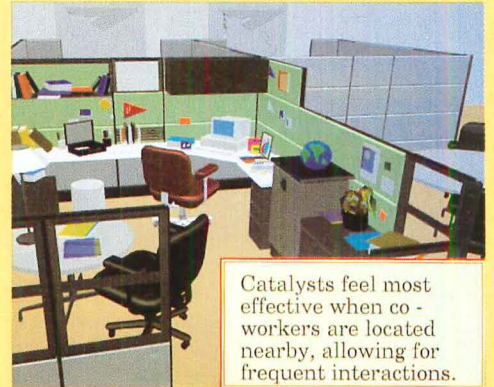 Catalysts feel most
effective when co -
workers are located
nearby, allowing for
frequent interactions.